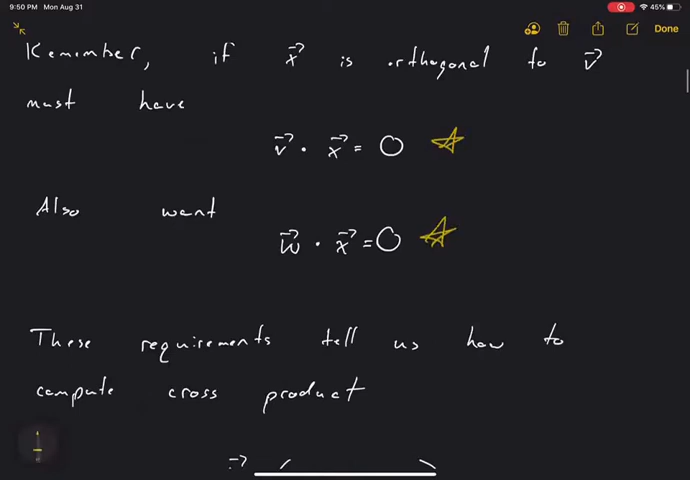 9:50 PM Mon Aug 31 45%
Done
Remember, if x⃗ is orthogonal to v⃗
must have
v⃗ · x⃗ = 0
Also want
w⃗ · x⃗ = 0
These requirements tell us how to
compute cross product